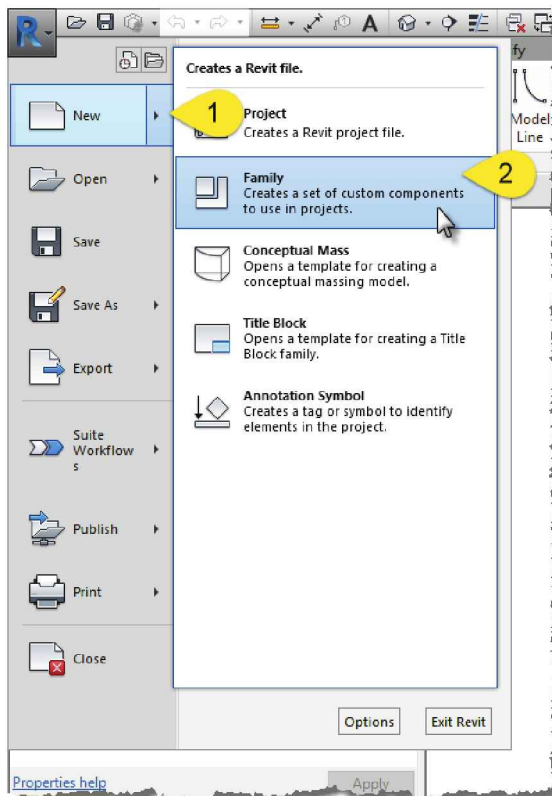 R
A
fy
Creates a Revit file.
New
1
Project
Creates a Revit project file.
Model
Line
Open
Family
2
Creates a set of custom components
to use in projects.
Save
Conceptual Mass
Opens a template for creating a
conceptual massing model.
Save As
Title Block
Opens a template for creating a Title
Block family.
Export
Annotation Symbol
Creates a tag or symbol to identify
elements in the project.
Suite
Workflow
s
Publish
Print
Close
Options
Exit Revit
Properties help
Apply